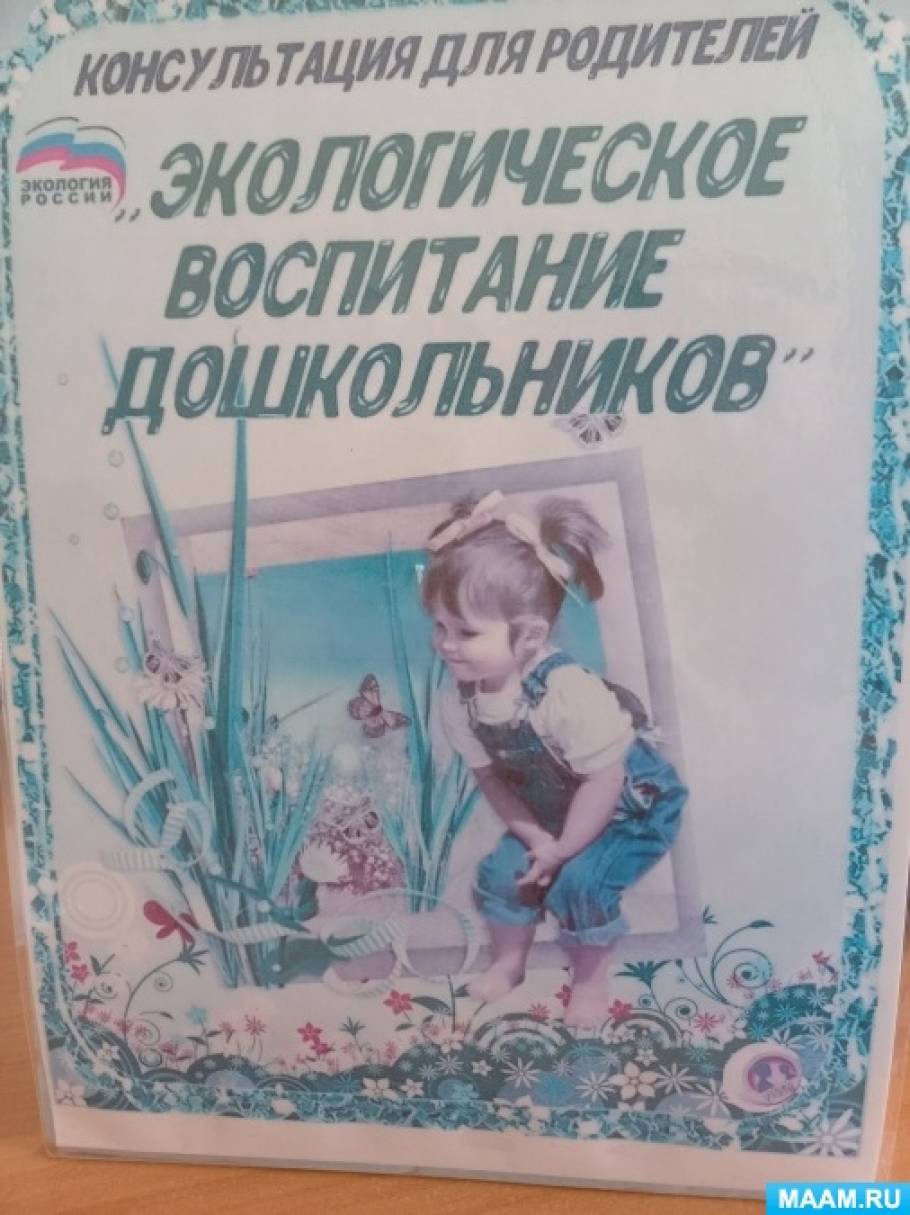 КОНСУЛЬТАЦИЯ ДЛЯ РОДИТЕЛЕЙ
ЭКОЛОГИЯ
РОССИИ
„ЭКОЛОГИЧЕСКОЕ
ВОСПИТАНИЕ
ДОШКОЛЬНИКОВ”
MAAM.RU